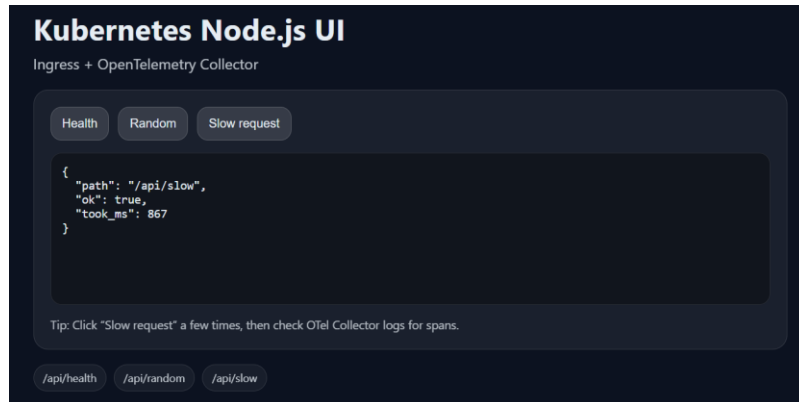 Kubernetes Node.js UI
Ingress + OpenTelemetry Collector
Health Random Slow request
{
  "path": "/api/slow",
  "ok": true,
  "took_ms": 867
}
Tip: Click "Slow request" a few times, then check OTel Collector logs for spans.
/api/health /api/random /api/slow